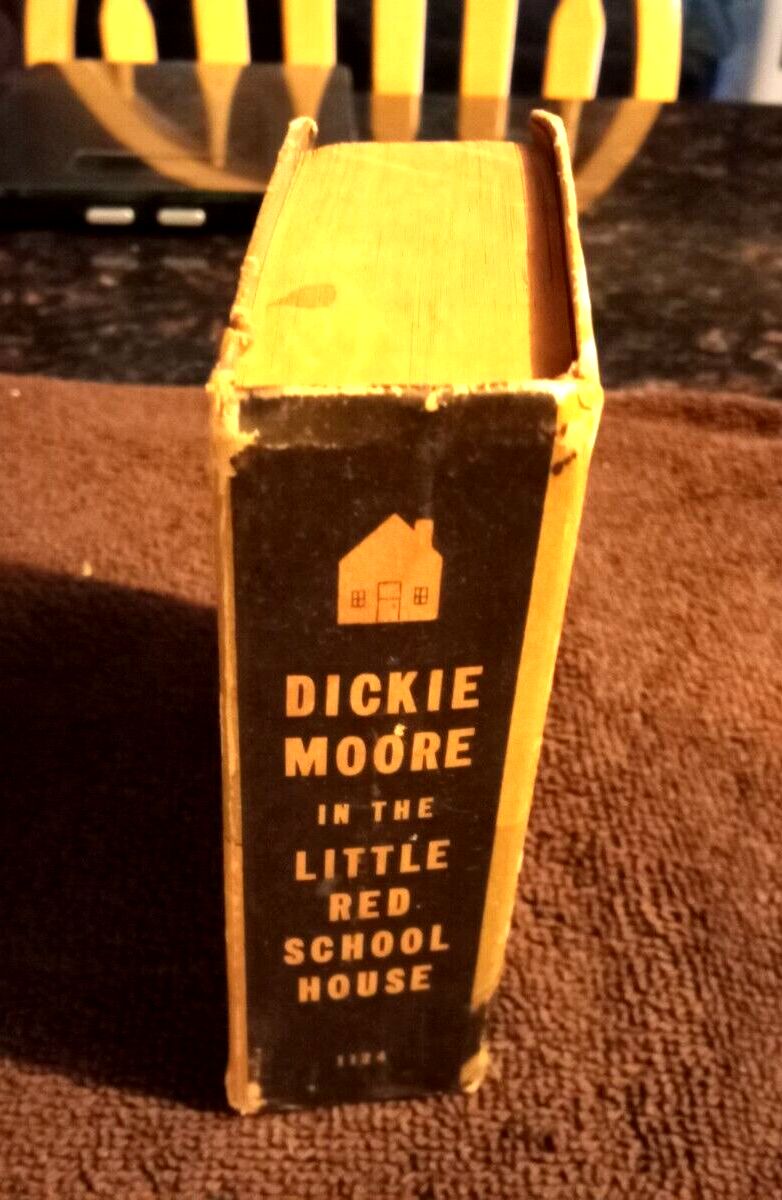 DICKIE
MOORE
IN THE
LITTLE
RED
SCHOOL
HOUSE
1124